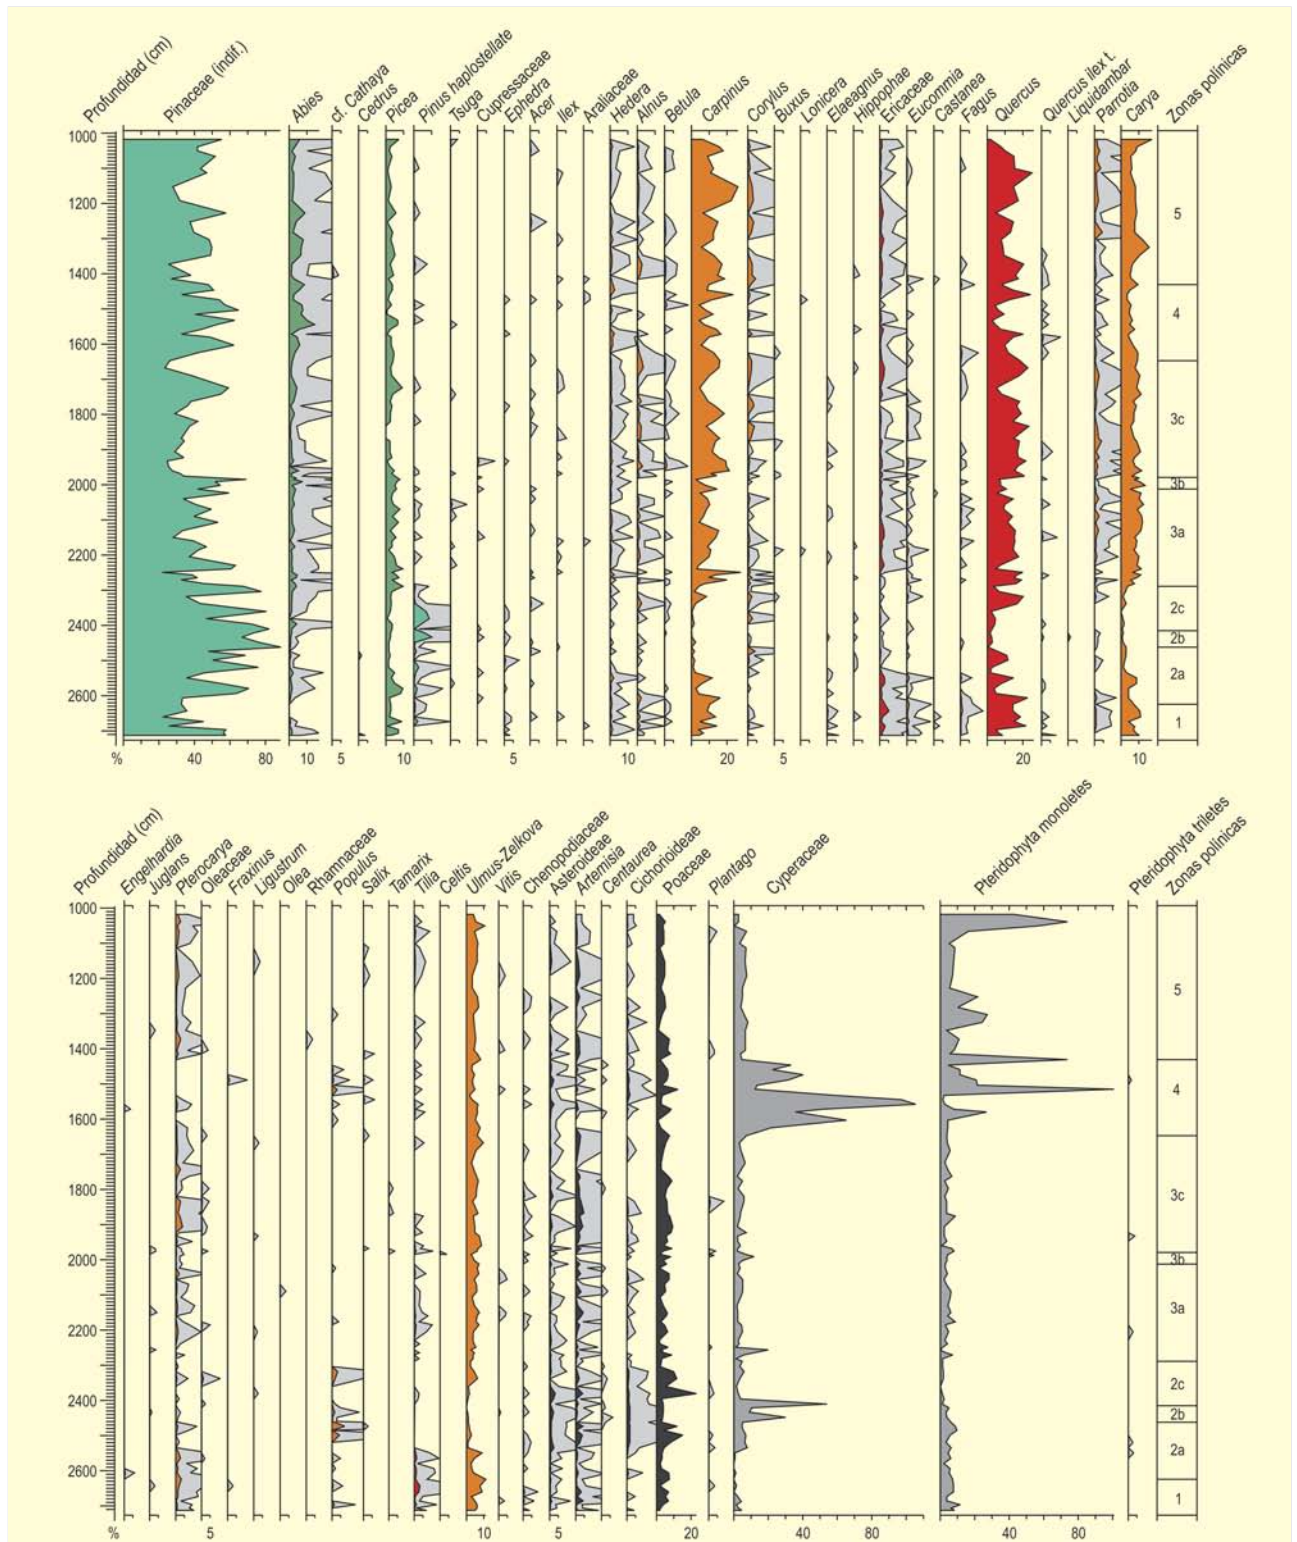 Profundidad (cm) Pinaceae (indif.) Abies cf. Cathaya Cedrus Picea Pinus haplostellate Tsuga Cupressaceae Ephedra Acer Ilex Araliaceae Hedera Alnus Betula Carpinus Corylus Buxus Lonicera Elaeagnus Hippophae Ericaceae Eucommia Castanea Fagus Quercus Quercus ilex t. Liquidambar Parrotia Carya Zonas polínicas
1000
1200
5
1400
4
1600
1800
3c
2000
3b
3a
2200
2c
2400
2b
2a
2600
1
% 40 80 10 5 10 5 10 20 5 20 10
Profundidad (cm) Engelhardia Juglans Pterocarya Oleaceae Fraxinus Ligustrum Olea Rhamnaceae Populus Salix Tamarix Tilia Celtis Ulmus-Zelkova Vitis Chenopodiaceae Asteroideae Artemisia Centaurea Cichorioideae Poaceae Plantago Cyperaceae Pteridophyta monoletes Pteridophyta triletes Zonas polínicas
1000
1200
5
1400
4
1600
1800
3c
2000
3b
3a
2200
2c
2400
2b
2a
2600
1
% 5 10 5 20 40 80 40 80